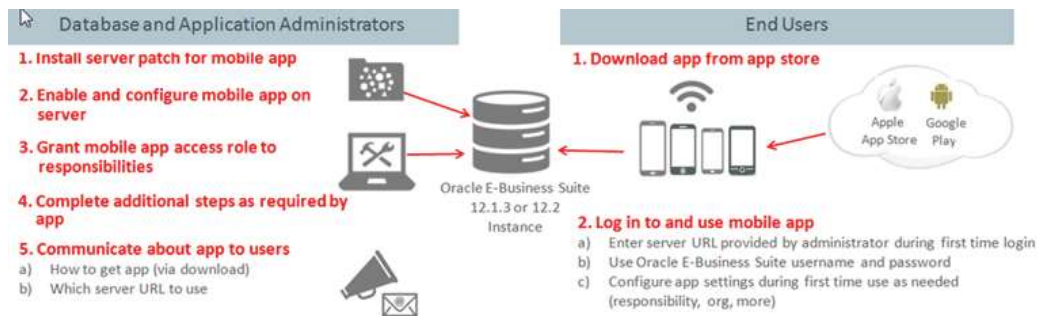 Database and Application Administrators
1. Install server patch for mobile app
2. Enable and configure mobile app on
server
3. Grant mobile app access role to
responsibilities
4. Complete additional steps as required by
app
5. Communicate about app to users
a) How to get app (via download)
b) Which server URL to use
Oracle E-Business Suite
12.1.3 or 12.2
Instance
End Users
1. Download app from app store
Apple
App Store
Google
Play
2. Log in to and use mobile app
a) Enter server URL provided by administrator during first time login
b) Use Oracle E-Business Suite username and password
c) Configure app settings during first time use as needed
(responsibility, org, more)